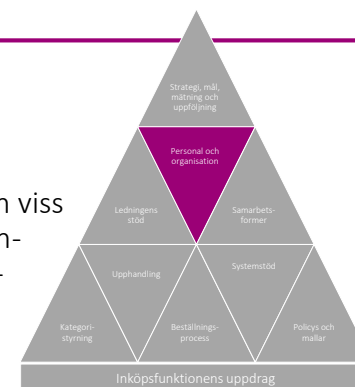 Strategi, mål,
mätning och
uppföljning
Personal och
organisation
viss
Ledningens
stöd
Samarbets-
former
Upphandling
Systemstöd
Kategori-
styrning
Beställnings-
process
Policys och
mallar
Inköpsfunktionens uppdrag